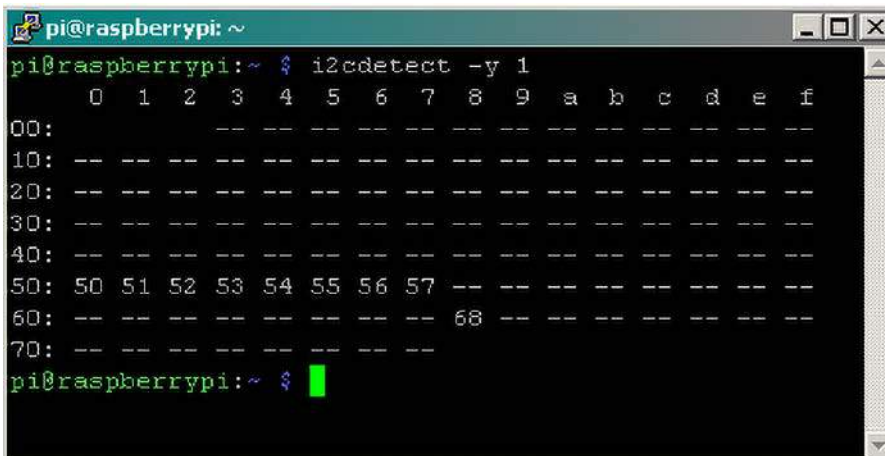 pi@raspberrypi: ~
pi@raspberrypi:~ $ i2cdetect -y 1
     0  1  2  3  4  5  6  7  8  9  a  b  c  d  e  f
00:          -- -- -- -- -- -- -- -- -- -- -- -- --
10: -- -- -- -- -- -- -- -- -- -- -- -- -- -- -- --
20: -- -- -- -- -- -- -- -- -- -- -- -- -- -- -- --
30: -- -- -- -- -- -- -- -- -- -- -- -- -- -- -- --
40: -- -- -- -- -- -- -- -- -- -- -- -- -- -- -- --
50: 50 51 52 53 54 55 56 57 -- -- -- -- -- -- -- --
60: -- -- -- -- -- -- -- -- 68 -- -- -- -- -- -- --
70: -- -- -- -- -- -- -- --
pi@raspberrypi:~ $